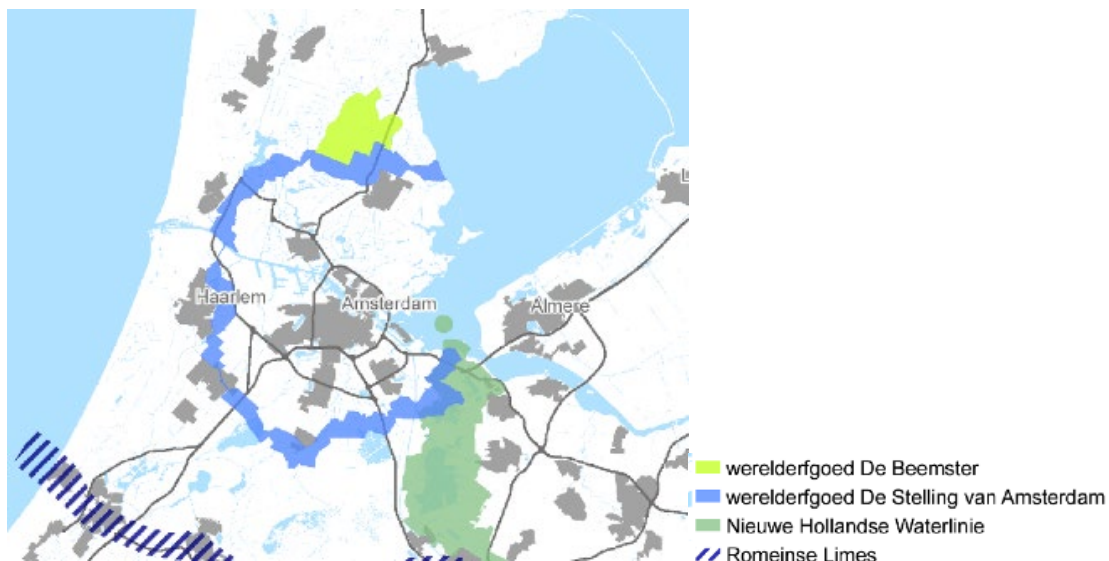 L
Haarlem
Amsterdam
Almere
werelderfgoed De Beemster
werelderfgoed De Stelling van Amsterdam
Nieuwe Hollandse Waterlinie
Romeinse Limes